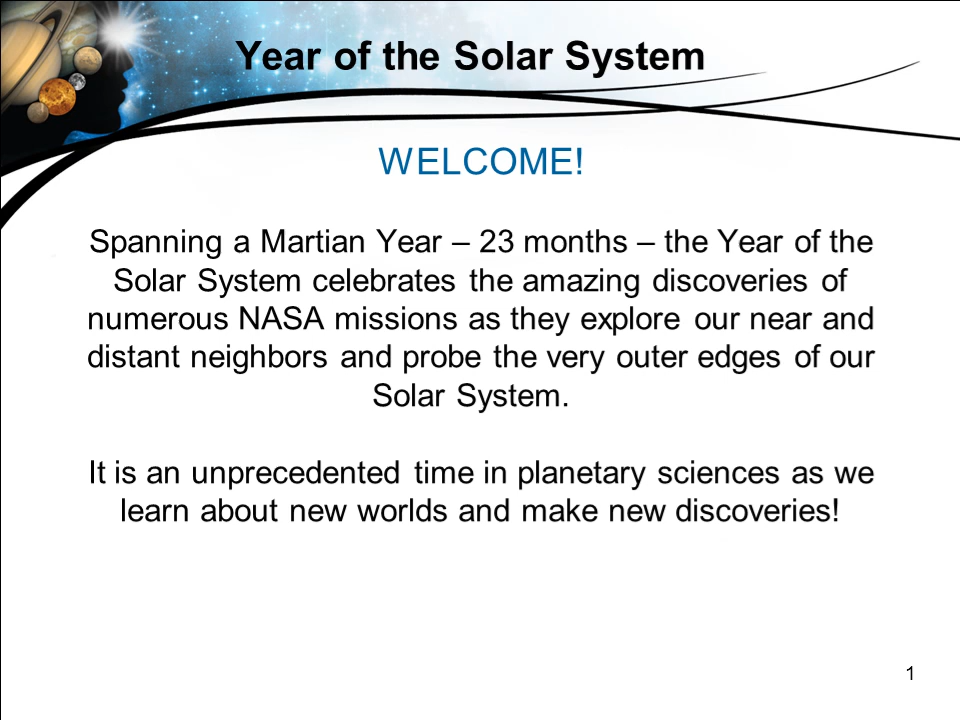 Year of the Solar System
WELCOME!
Spanning a Martian Year – 23 months – the Year of the
Solar System celebrates the amazing discoveries of
numerous NASA missions as they explore our near and
distant neighbors and probe the very outer edges of our
Solar System.
It is an unprecedented time in planetary sciences as we
learn about new worlds and make new discoveries!
1